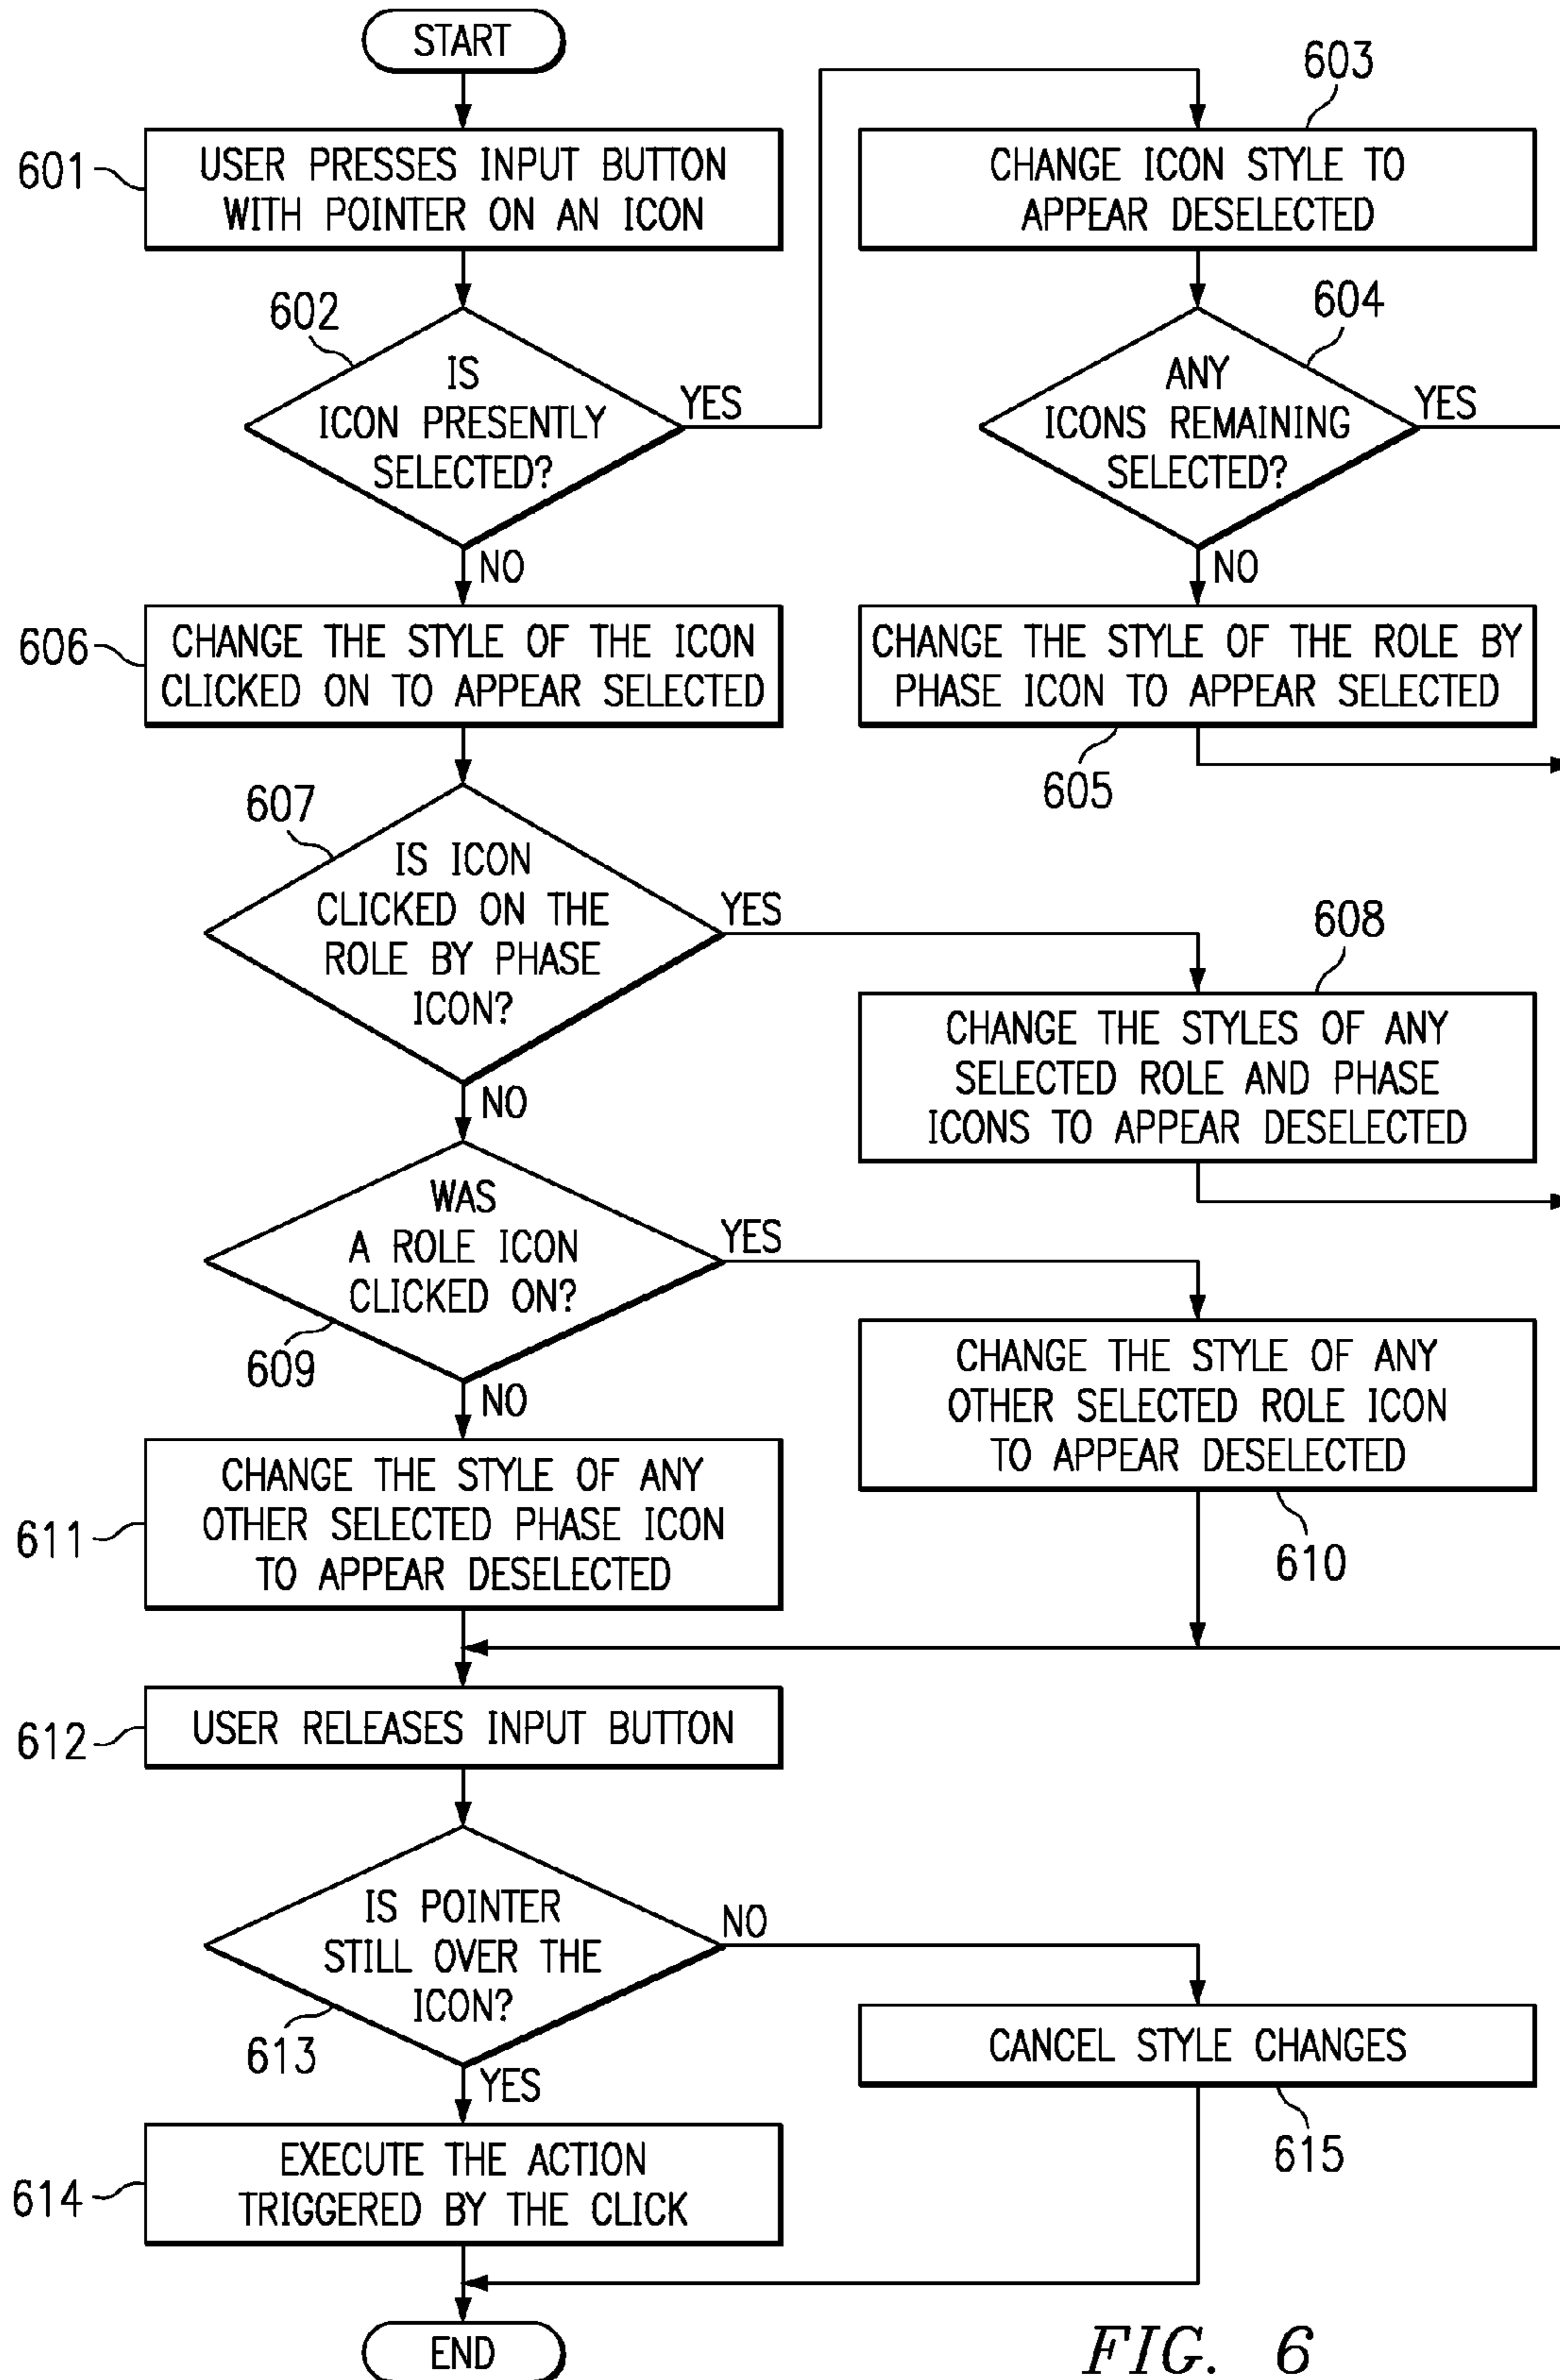 START
601
USER PRESSES INPUT BUTTON
WITH POINTER ON AN ICON
602
IS
ICON PRESENTLY
SELECTED?
YES
NO
603
CHANGE ICON STYLE TO
APPEAR DESELECTED
604
ANY
ICONS REMAINING
SELECTED?
YES
NO
CHANGE THE STYLE OF THE ROLE BY
PHASE ICON TO APPEAR SELECTED
605
606
CHANGE THE STYLE OF THE ICON
CLICKED ON TO APPEAR SELECTED
607
IS ICON
CLICKED ON THE
ROLE BY PHASE
ICON?
YES
NO
608
CHANGE THE STYLES OF ANY
SELECTED ROLE AND PHASE
ICONS TO APPEAR DESELECTED
WAS
A ROLE ICON
CLICKED ON?
609
YES
NO
CHANGE THE STYLE OF ANY
OTHER SELECTED ROLE ICON
TO APPEAR DESELECTED
610
611
CHANGE THE STYLE OF ANY
OTHER SELECTED PHASE ICON
TO APPEAR DESELECTED
612
USER RELEASES INPUT BUTTON
IS POINTER
STILL OVER THE
ICON?
613
NO
YES
CANCEL STYLE CHANGES
615
614
EXECUTE THE ACTION
TRIGGERED BY THE CLICK
END
FIG. 6